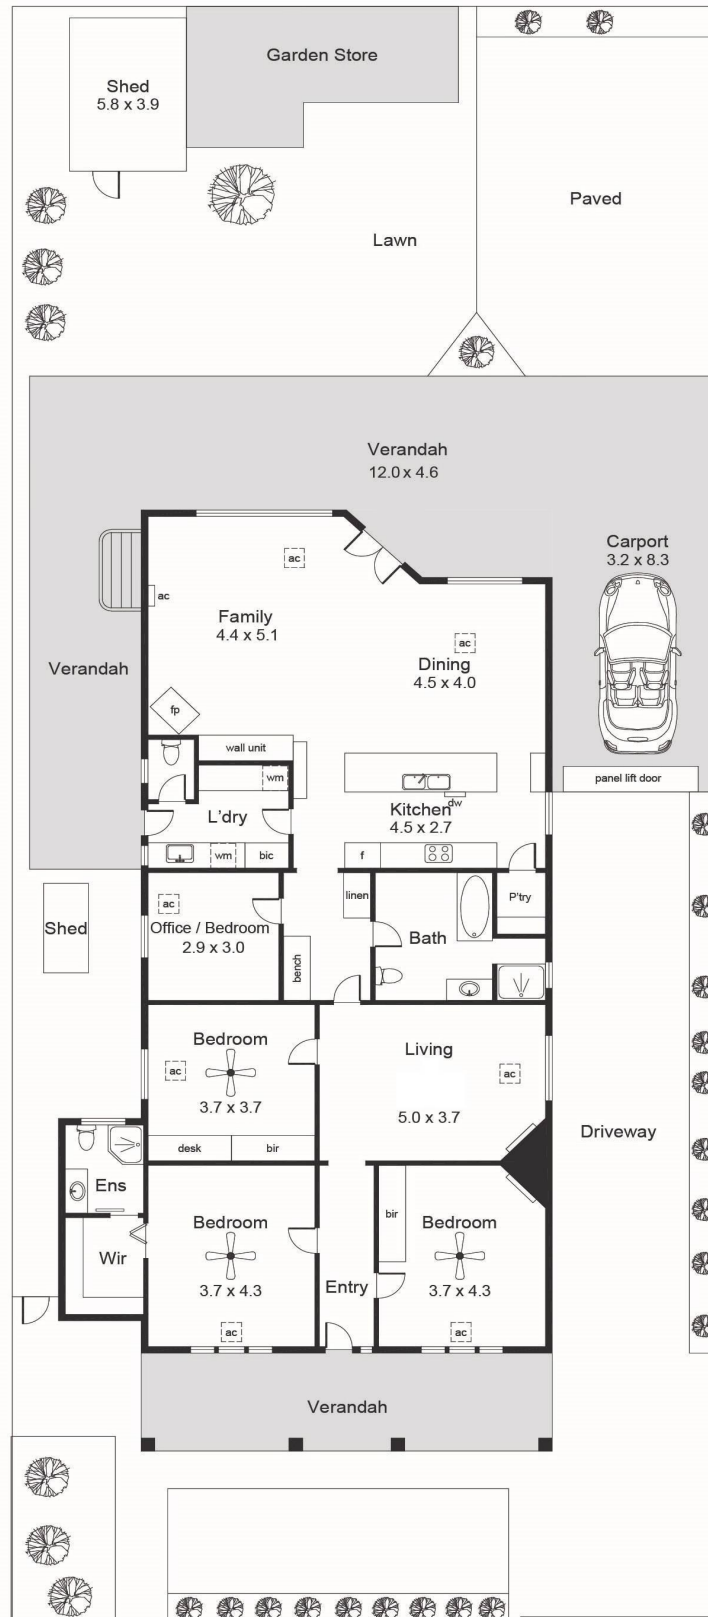 Garden Store
Shed
5.8 x 3.9
Paved
Lawn
Verandah
12.0 x 4.6
Carport
3.2 x 8.3
ac
ac
Family
4.4 x 5.1
ac
Dining
4.5 x 4.0
Verandah
fp
wall unit
wm
panel lift door
L'dry
dw
Kitchen
4.5 x 2.7
wm
bic
f
ac
linen
P'try
Office / Bedroom
2.9 x 3.0
Shed
Bath
bench
Bedroom
ac
3.7 x 3.7
Living
ac
5.0 x 3.7
desk
bir
Driveway
Ens
Wir
Bedroom
3.7 x 4.3
ac
bir
Bedroom
3.7 x 4.3
ac
Entry
Verandah